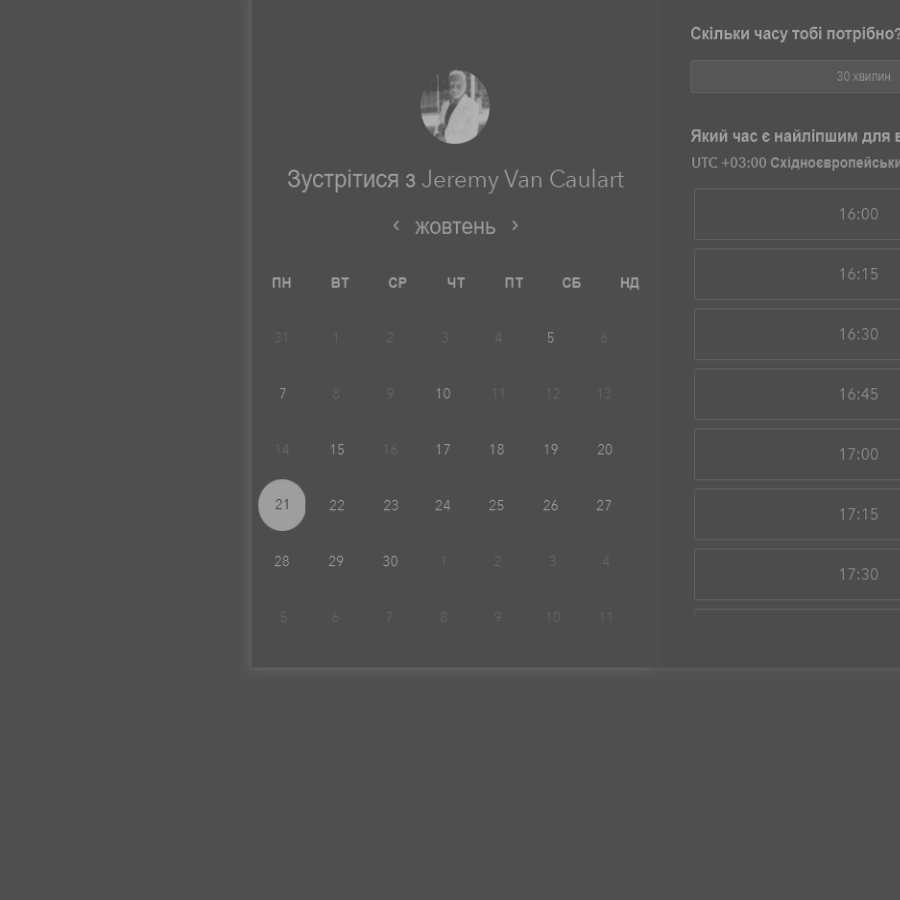 Зустрітися з Jeremy Van Caulart
‹ жовтень ›
ПН ВТ СР ЧТ ПТ СБ НД
31 1 2 3 4 5 6
7 8 9 10 11 12 13
14 15 16 17 18 19 20
21 22 23 24 25 26 27
28 29 30 1 2 3 4
5 6 7 8 9 10 11
Скільки часу тобі потрібно?
30 хвилин
Який час є найліпшим для
UTC +03:00
16:00
16:15
16:30
16:45
17:00
17:15
17:30